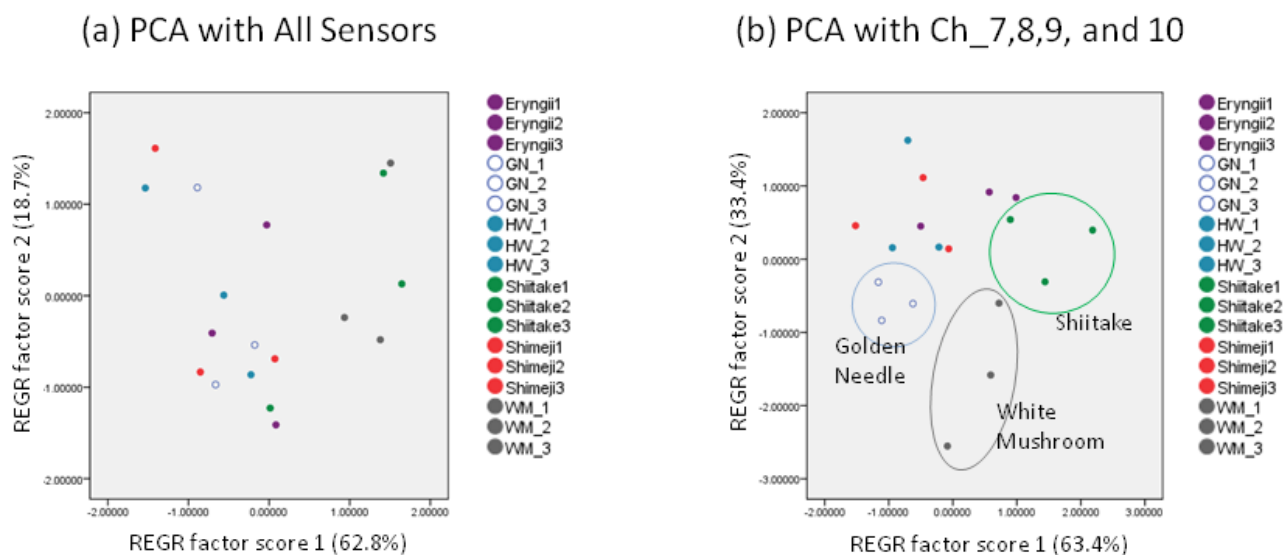 (a) PCA with All Sensors
REGR factor score 2 (18.7%)
2.00000
1.00000
0.00000
-1.00000
-2.00000
-2.00000 -1.00000 0.00000 1.00000 2.00000
REGR factor score 1 (62.8%)
Eryngii1
Eryngii2
Eryngii3
GN_1
GN_2
GN_3
HW_1
HW_2
HW_3
Shiitake1
Shiitake2
Shiitake3
Shimeji1
Shimeji2
Shimeji3
WM_1
WM_2
WM_3
(b) PCA with Ch_7,8,9, and 10
REGR factor score 2 (33.4%)
2.00000
1.00000
0.00000
-1.00000
-2.00000
-3.00000
Shiitake
Golden
Needle
White
Mushroom
-2.00000 -1.00000 0.00000 1.00000 2.00000 3.00000
REGR factor score 1 (63.4%)
Eryngii1
Eryngii2
Eryngii3
GN_1
GN_2
GN_3
HW_1
HW_2
HW_3
Shiitake1
Shiitake2
Shiitake3
Shimeji1
Shimeji2
Shimeji3
WM_1
WM_2
WM_3